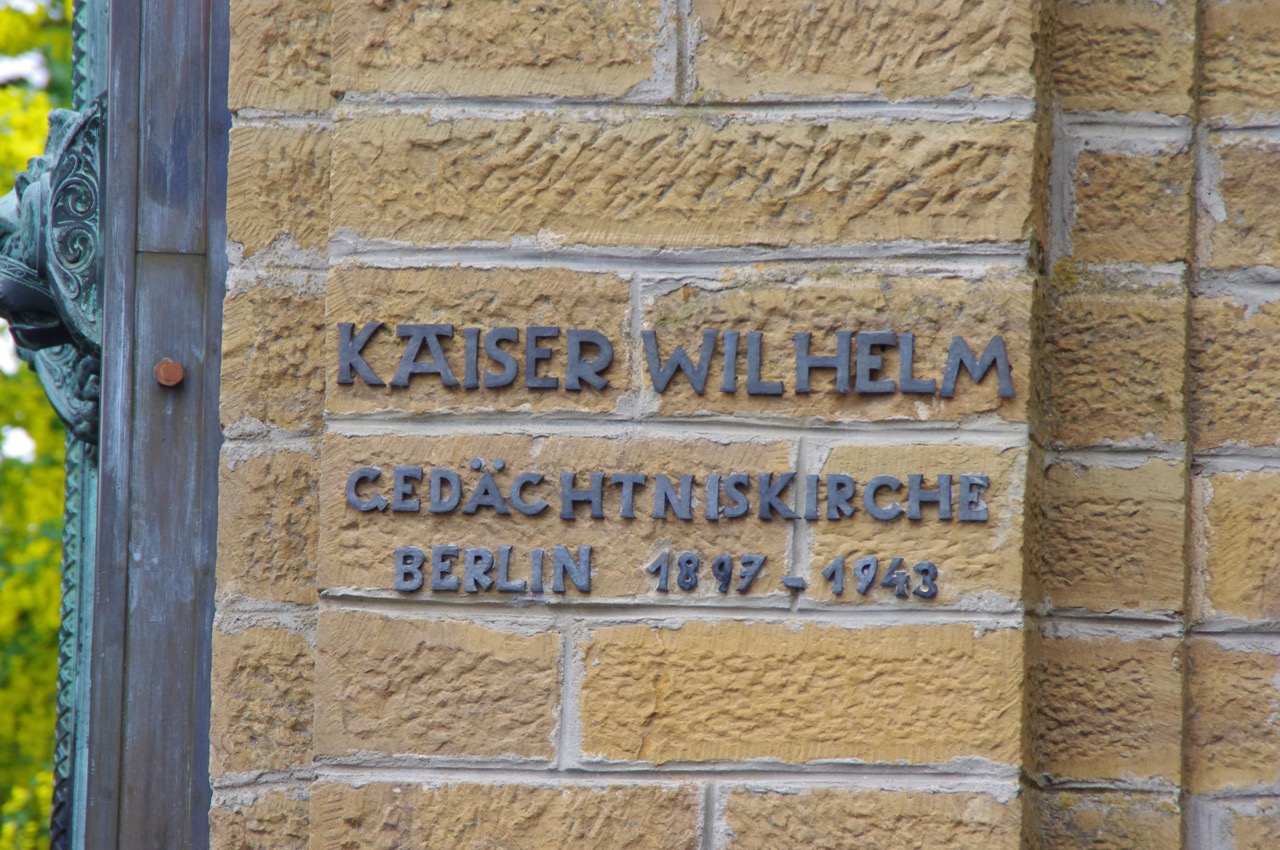 KAISER WILHELM
GEDÄCHTNISKIRCHE
BERLIN 1897-1943